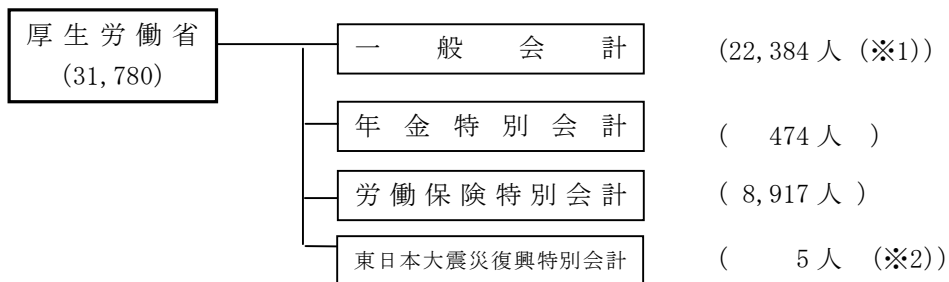 厚生労働省
(31,780)
一般会計 (22,384人 (※1))
年金特別会計 ( 474人 )
労働保険特別会計 ( 8,917人 )
東日本大震災復興特別会計 ( 5人 (※2))